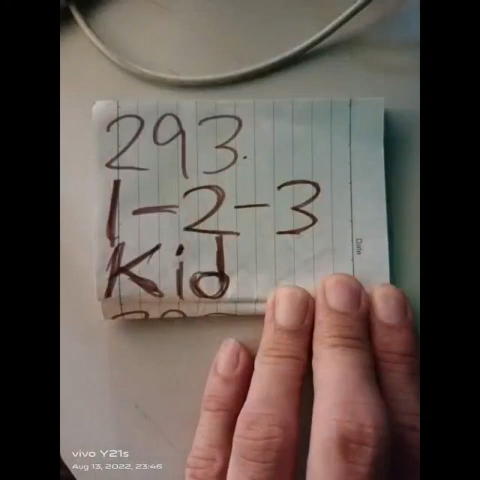 293.
1-2-3
Kid
Date
vivo Y21s
Aug 13, 2022, 23:46